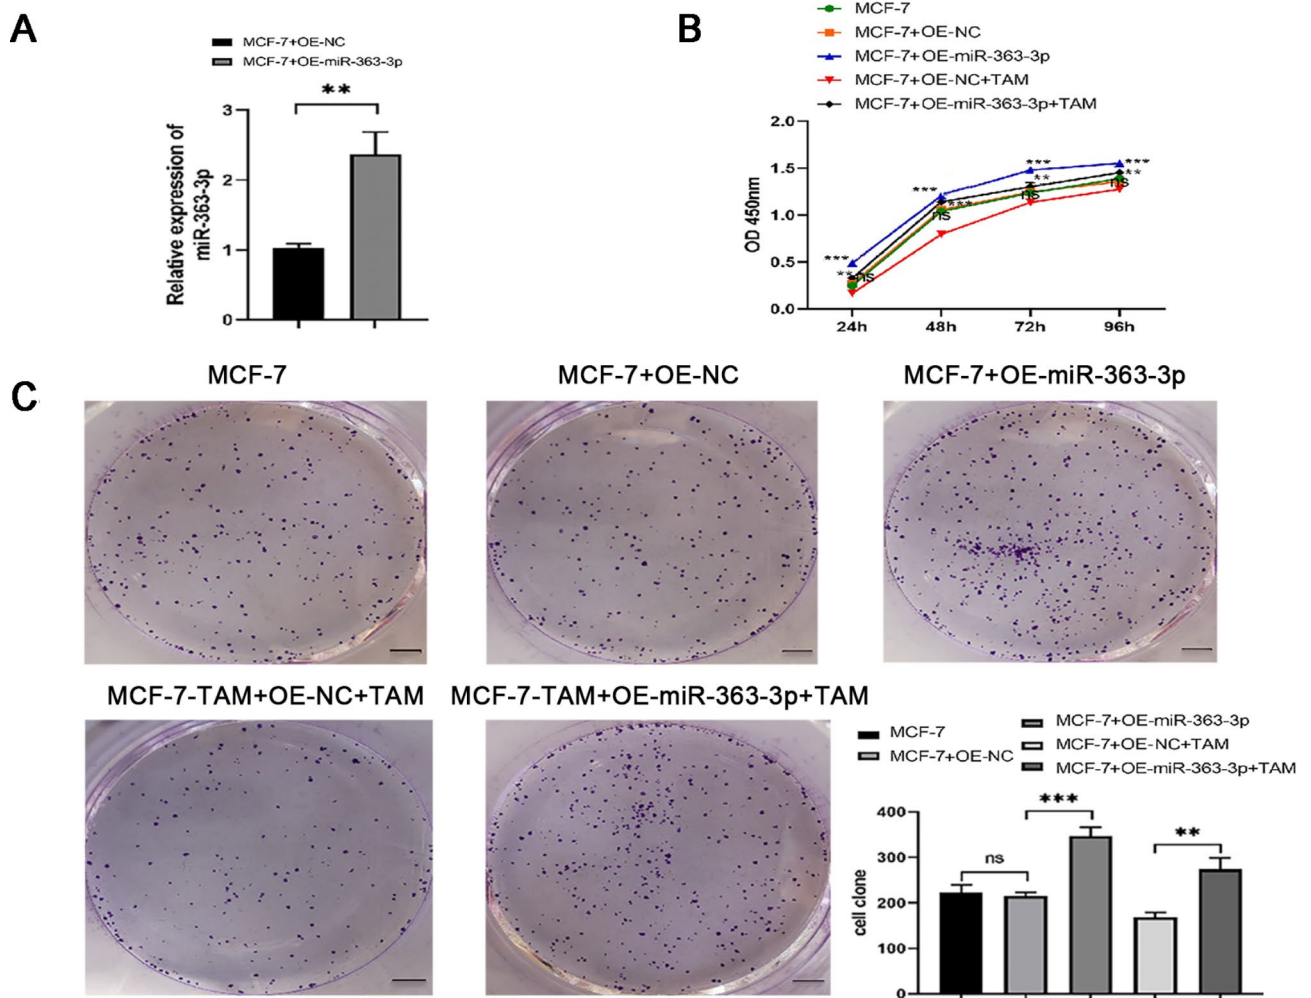 A
MCF-7+OE-NC
MCF-7+OE-miR-363-3p
**
Relative expression of
miR-363-3p
3
2
1
0
B
MCF-7
MCF-7+OE-NC
MCF-7+OE-miR-363-3p
MCF-7+OE-NC+TAM
MCF-7+OE-miR-363-3p+TAM
OD 450nm
2.0
1.5
1.0
0.5
0.0
***
**
ns
***
***
ns
***
**
ns
***
**
ns
24h 48h 72h 96h
C
MCF-7
MCF-7+OE-NC
MCF-7+OE-miR-363-3p
MCF-7-TAM+OE-NC+TAM
MCF-7-TAM+OE-miR-363-3p+TAM
MCF-7
MCF-7+OE-NC
MCF-7+OE-miR-363-3p
MCF-7+OE-NC+TAM
MCF-7+OE-miR-363-3p+TAM
cell clone
400
300
200
100
0
ns
***
**